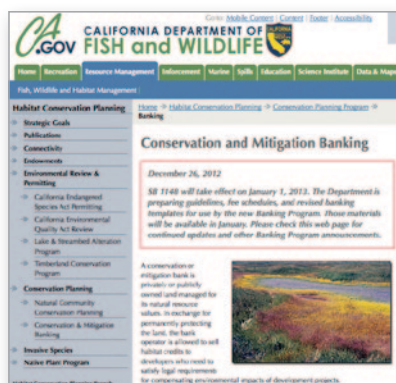 Go to: Mobile Content | Content | Footer | Accessibility
CA.GOV
CALIFORNIA DEPARTMENT OF
FISH and WILDLIFE
Home Recreation Resource Management Enforcement Marine Spills Education Science Institute Data & Maps
Fish, Wildlife and Habitat Management
Habitat Conservation Planning
Strategic Goals
Publications
Connectivity
Endowments
Environmental Review &
Permitting
California Endangered
Species Act Permitting
California Environmental
Quality Act Review
Lake & Streambed Alteration
Program
Timberland Conservation
Program
Conservation Planning
Natural Community
Conservation Planning
Conservation & Mitigation
Banking
Invasive Species
Native Plant Program
Home → Habitat Conservation Planning → Conservation Planning Program →
Banking
Conservation and Mitigation Banking
December 26, 2012
SB 1148 will take effect on January 1, 2013. The Department is
preparing guidelines, fee schedules, and revised banking
templates for use by the new Banking Program. Those materials
will be available in January. Please check this web page for
continued updates and other Banking Program announcements.
A conservation or
mitigation bank is
privately or publicly
owned land managed for
its natural resource
values. In exchange for
permanently protecting
the land, the bank
operator is allowed to sell
habitat credits to
developers who need to
satisfy legal requirements
for compensating environmental impacts of development projects.